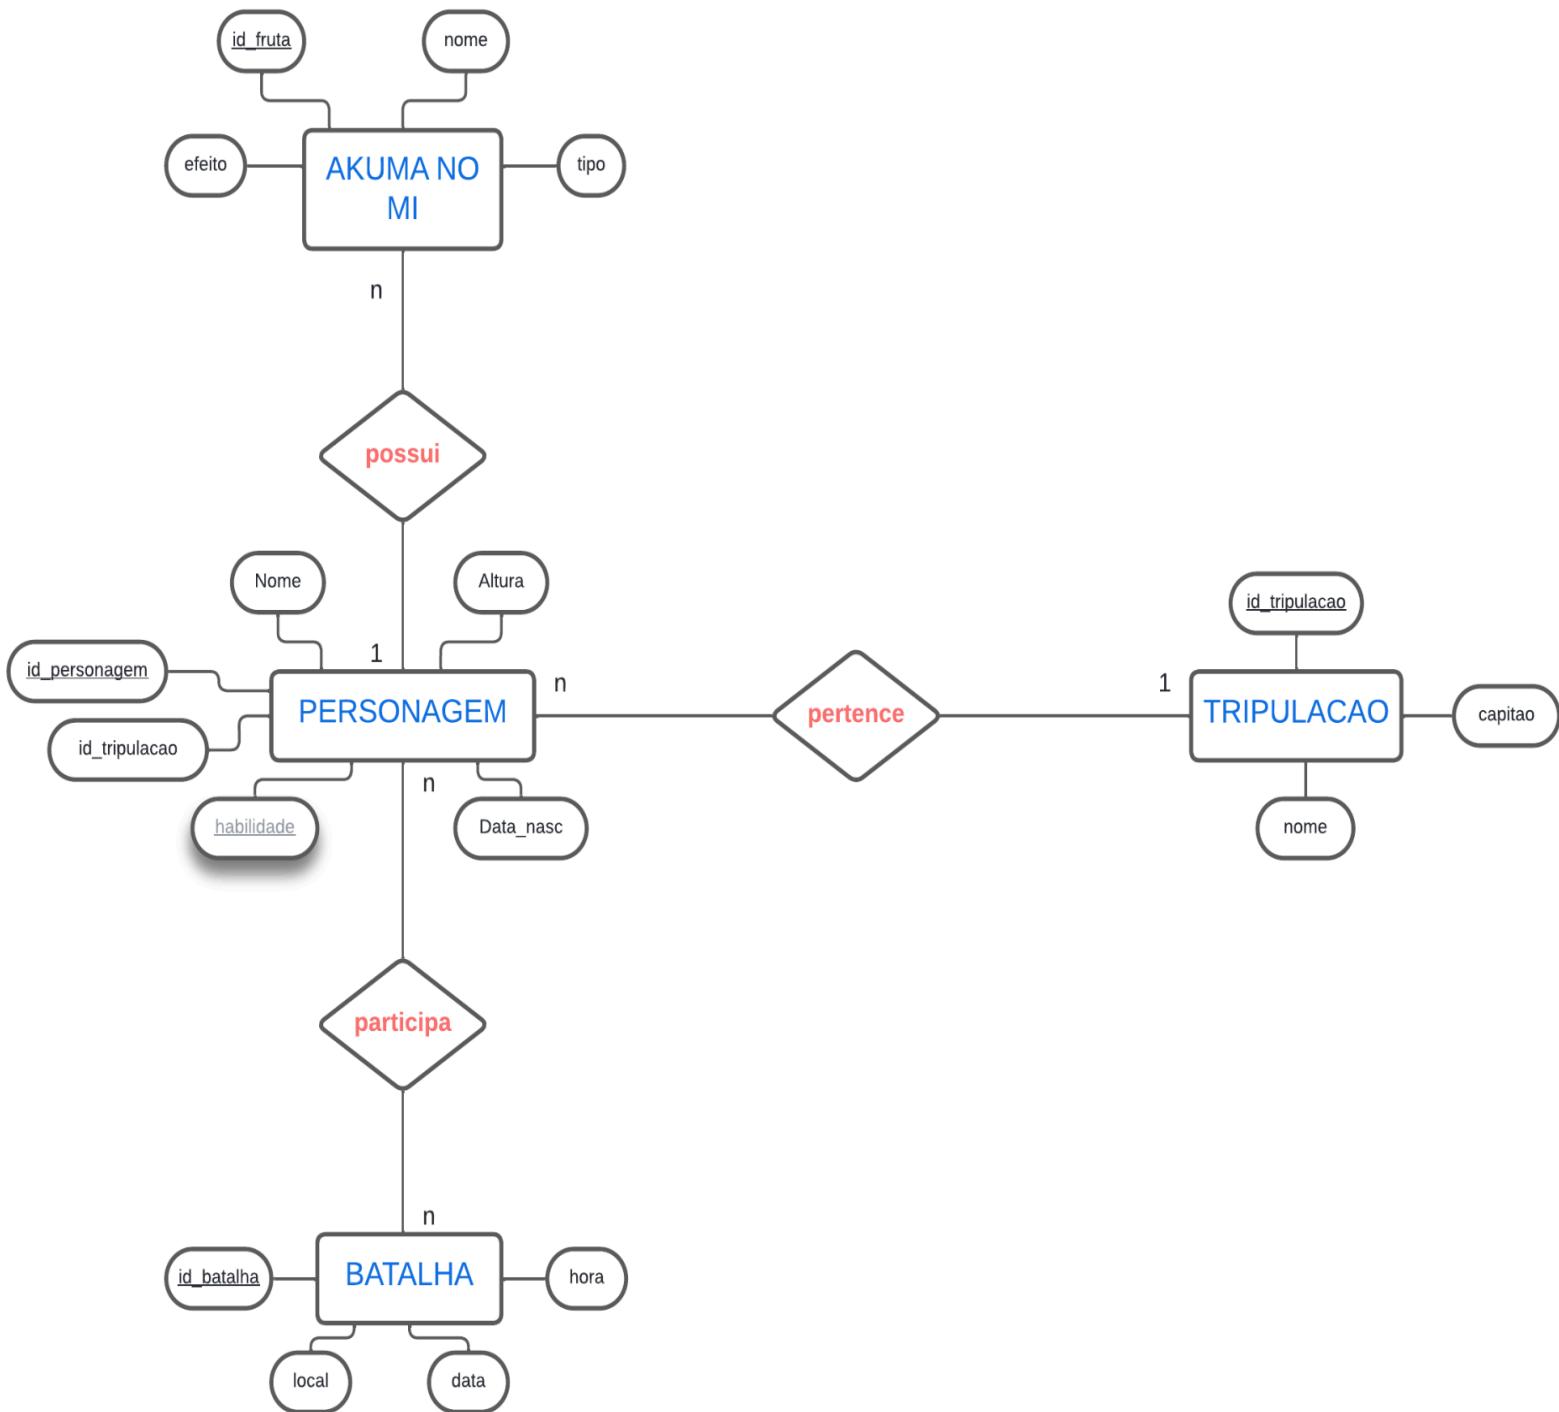 id_fruta
nome
efeito
AKUMA NO
MI
tipo
n
possui
Nome
Altura
id_tripulacao
1
id_personagem
n
1
PERSONAGEM
pertence
TRIPULACAO
capitao
id_tripulacao
n
habilidade
Data_nasc
nome
participa
n
id_batalha
BATALHA
hora
local
data